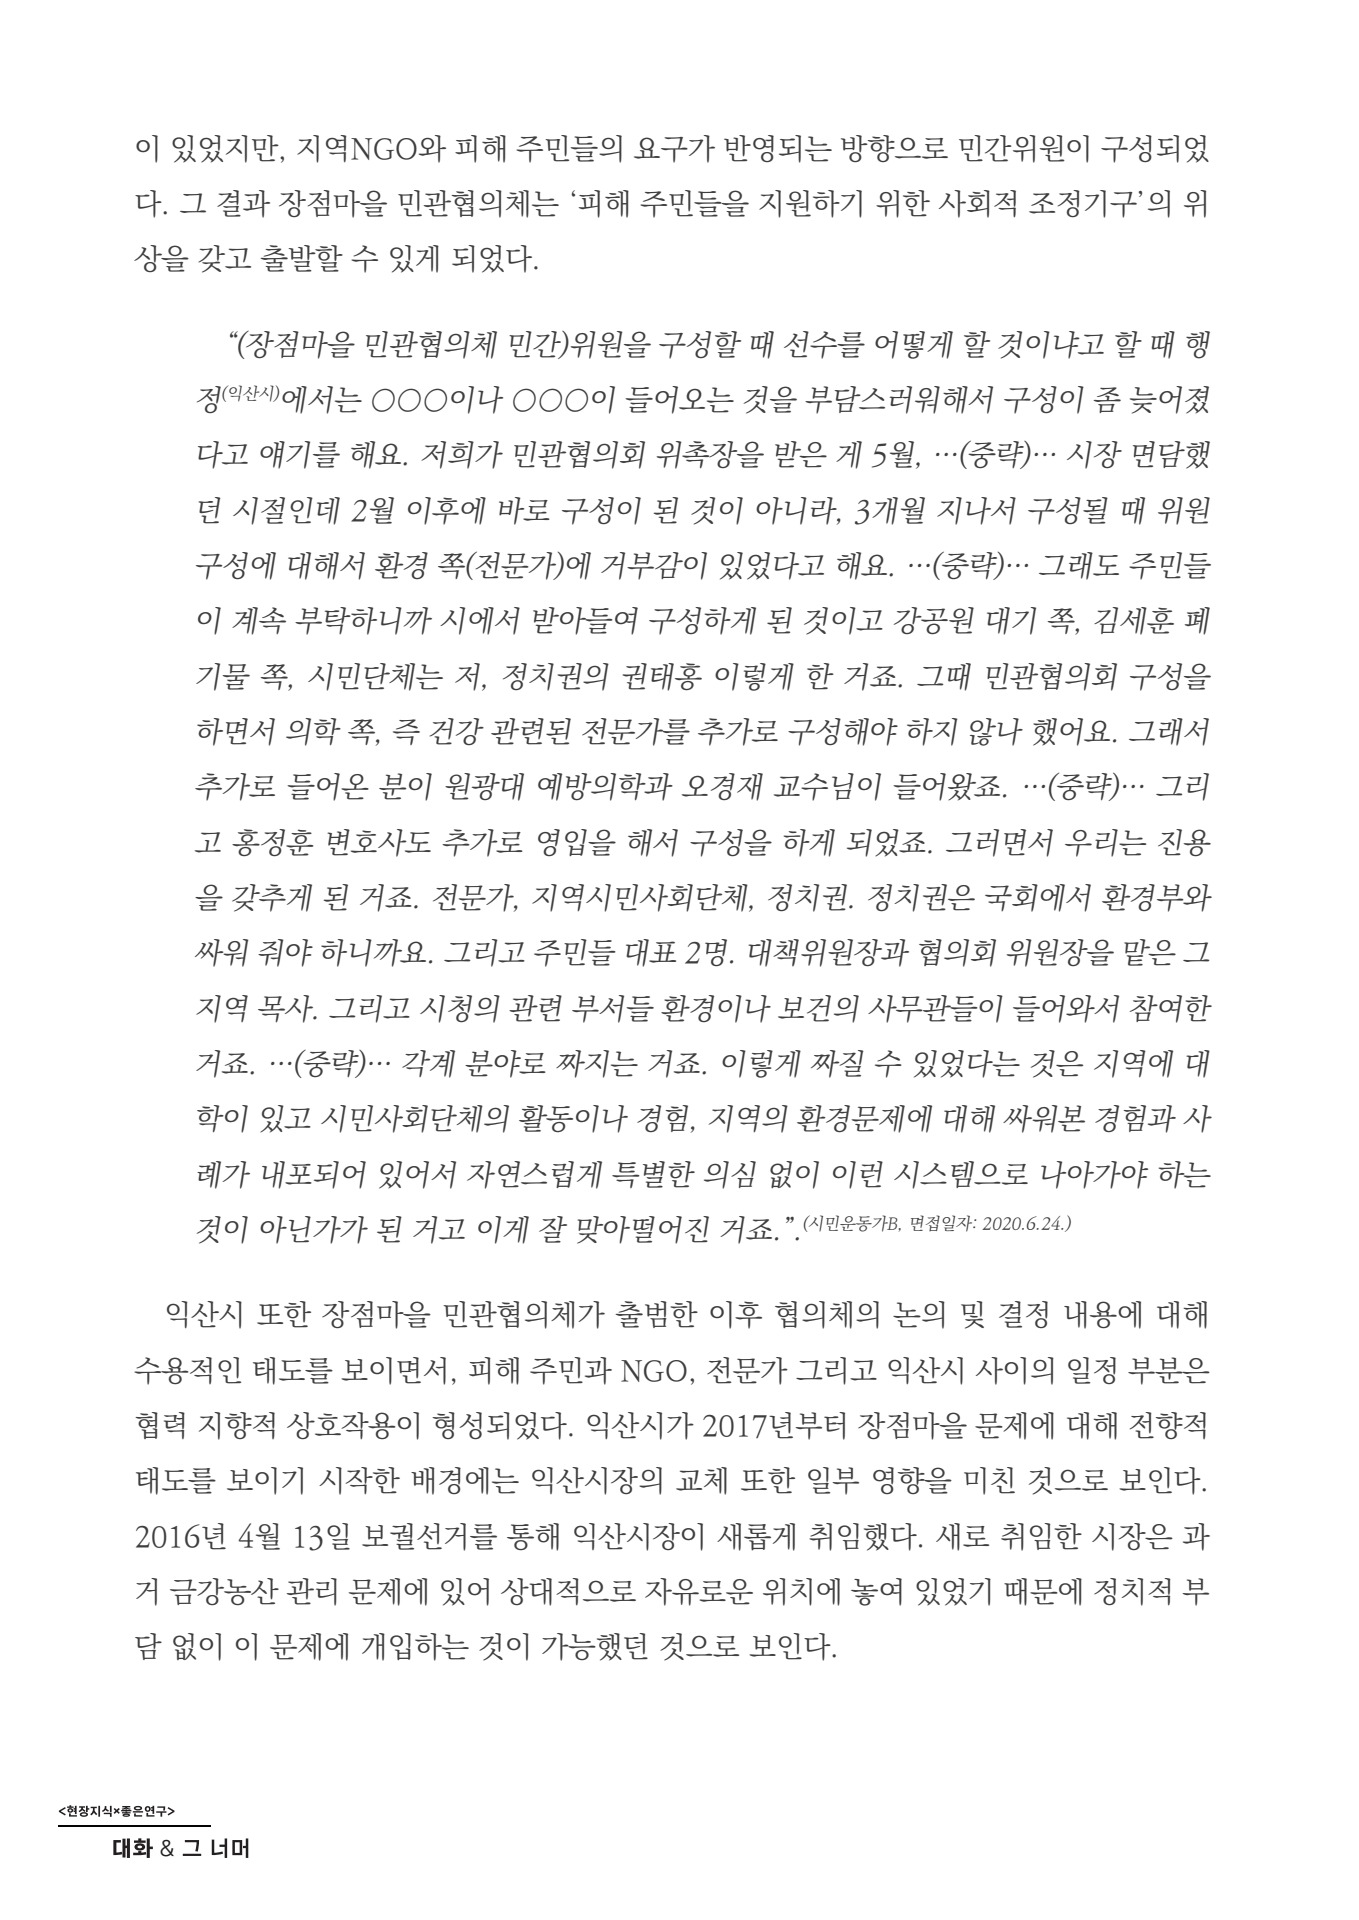 이 있었지만, 지역NGO와 피해 주민들의 요구가 반영되는 방향으로 민간위원이 구성되었
다. 그 결과 장점마을 민관협의체는 ‘피해 주민들을 지원하기 위한 사회적 조정기구’의 위
상을 갖고 출발할 수 있게 되었다.
“(장점마을 민관협의체 민간)위원을 구성할 때 선수를 어떻게 할 것이냐고 할 때 행
정(익산시)에서는 ○○○이나 ○○○이 들어오는 것을 부담스러워해서 구성이 좀 늦어졌
다고 얘기를 해요. 저희가 민관협의회 위촉장을 받은 게 5월, …(중략)… 시장 면담했
던 시절인데 2월 이후에 바로 구성이 된 것이 아니라, 3개월 지나서 구성될 때 위원
구성에 대해서 환경 쪽(전문가)에 거부감이 있었다고 해요. …(중략)… 그래도 주민들
이 계속 부탁하니까 시에서 받아들여 구성하게 된 것이고 강공원 대기 쪽, 김세훈 폐
기물 쪽, 시민단체는 저, 정치권의 권태홍 이렇게 한 거죠. 그때 민관협의회 구성을
하면서 의학 쪽, 즉 건강 관련된 전문가를 추가로 구성해야 하지 않나 했어요. 그래서
추가로 들어온 분이 원광대 예방의학과 오경재 교수님이 들어왔죠. …(중략)… 그리
고 홍정훈 변호사도 추가로 영입을 해서 구성을 하게 되었죠. 그러면서 우리는 진용
을 갖추게 된 거죠. 전문가, 지역시민사회단체, 정치권. 정치권은 국회에서 환경부와
싸워 줘야 하니까요. 그리고 주민들 대표 2명. 대책위원장과 협의회 위원장을 맡은 그
지역 목사. 그리고 시청의 관련 부서들 환경이나 보건의 사무관들이 들어와서 참여한
거죠. …(중략)… 각계 분야로 짜지는 거죠. 이렇게 짜질 수 있었다는 것은 지역에 대
학이 있고 시민사회단체의 활동이나 경험, 지역의 환경문제에 대해 싸워본 경험과 사
례가 내포되어 있어서 자연스럽게 특별한 의심 없이 이런 시스템으로 나아가야 하는
것이 아닌가가 된 거고 이게 잘 맞아떨어진 거죠.”.(시민운동가B, 면접일자: 2020.6.24.)
익산시 또한 장점마을 민관협의체가 출범한 이후 협의체의 논의 및 결정 내용에 대해
수용적인 태도를 보이면서, 피해 주민과 NGO, 전문가 그리고 익산시 사이의 일정 부분은
협력 지향적 상호작용이 형성되었다. 익산시가 2017년부터 장점마을 문제에 대해 전향적
태도를 보이기 시작한 배경에는 익산시장의 교체 또한 일부 영향을 미친 것으로 보인다.
2016년 4월 13일 보궐선거를 통해 익산시장이 새롭게 취임했다. 새로 취임한 시장은 과
거 금강농산 관리 문제에 있어 상대적으로 자유로운 위치에 놓여 있었기 때문에 정치적 부
담 없이 이 문제에 개입하는 것이 가능했던 것으로 보인다.
<현장지식×좋은연구>
대화 & 그 너머